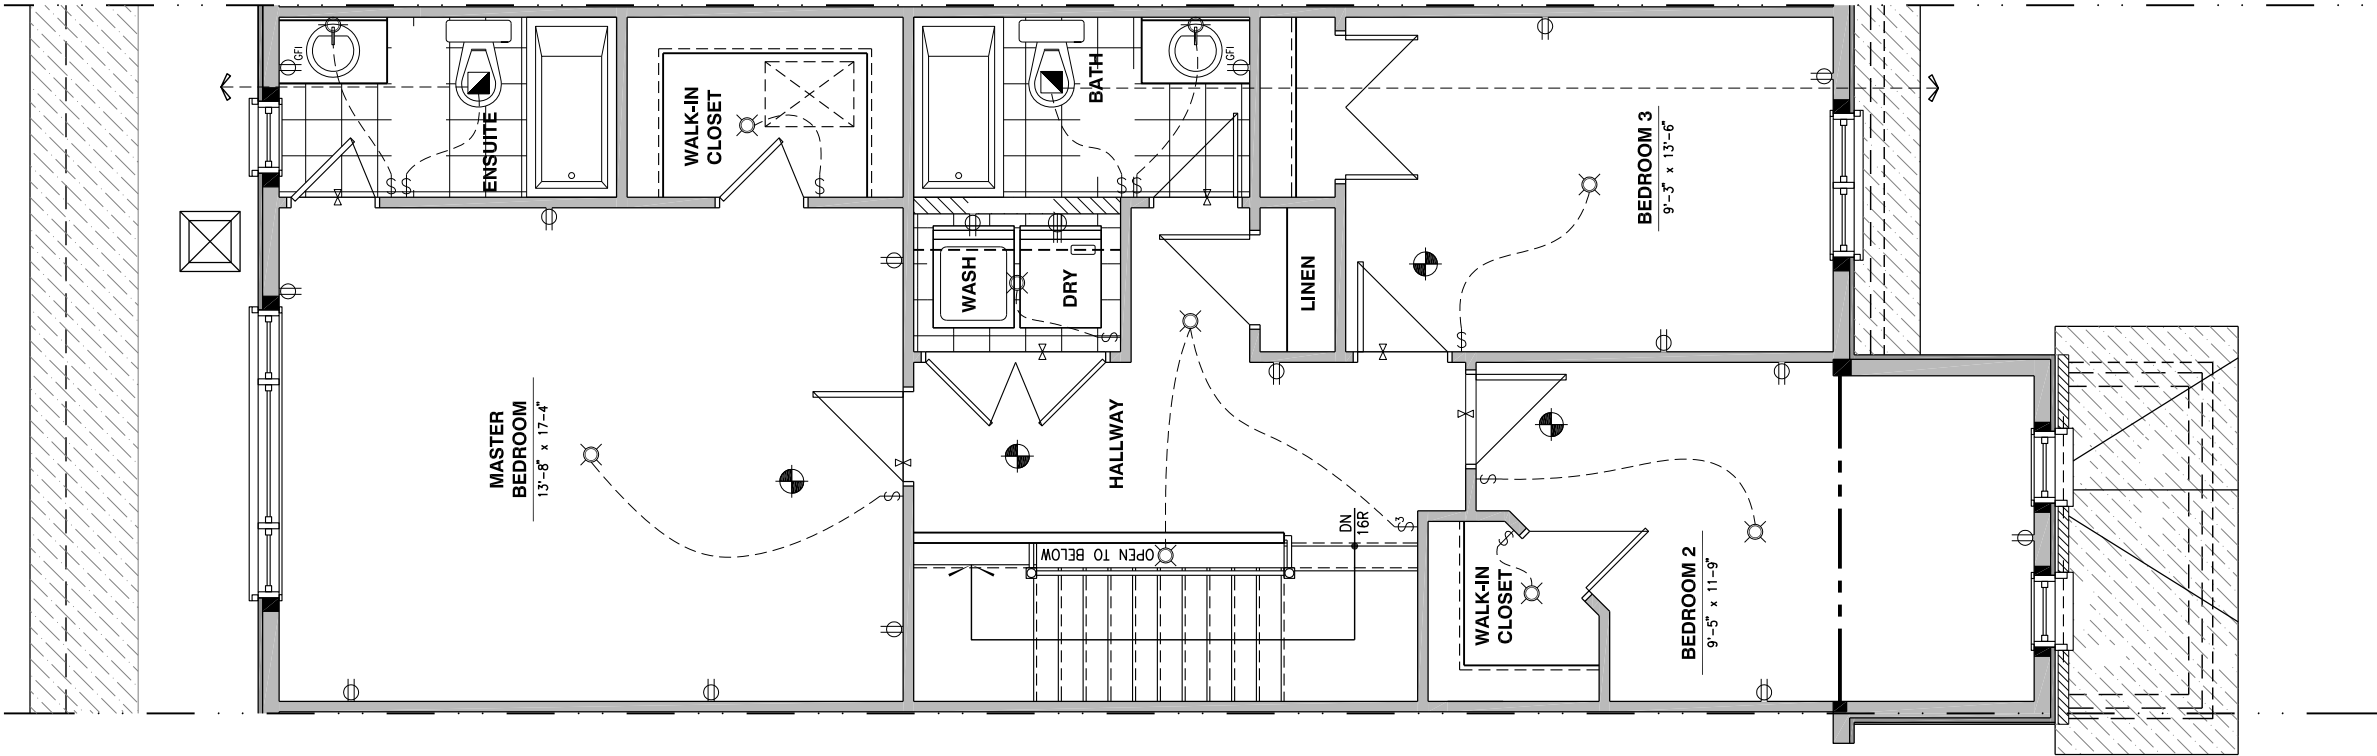 GFI
ENSUITE
WALK-IN
CLOSET
BATH
GFI
BEDROOM 3
9'-3" x 13'-6"
WASH
DRY
LINEN
MASTER
BEDROOM
13'-8" x 17'-4"
HALLWAY
DN
16R
OPEN TO BELOW
WALK-IN
CLOSET
BEDROOM 2
9'-5" x 11'-9"
S
S
S
S
S
S
S
S
S
S3
S